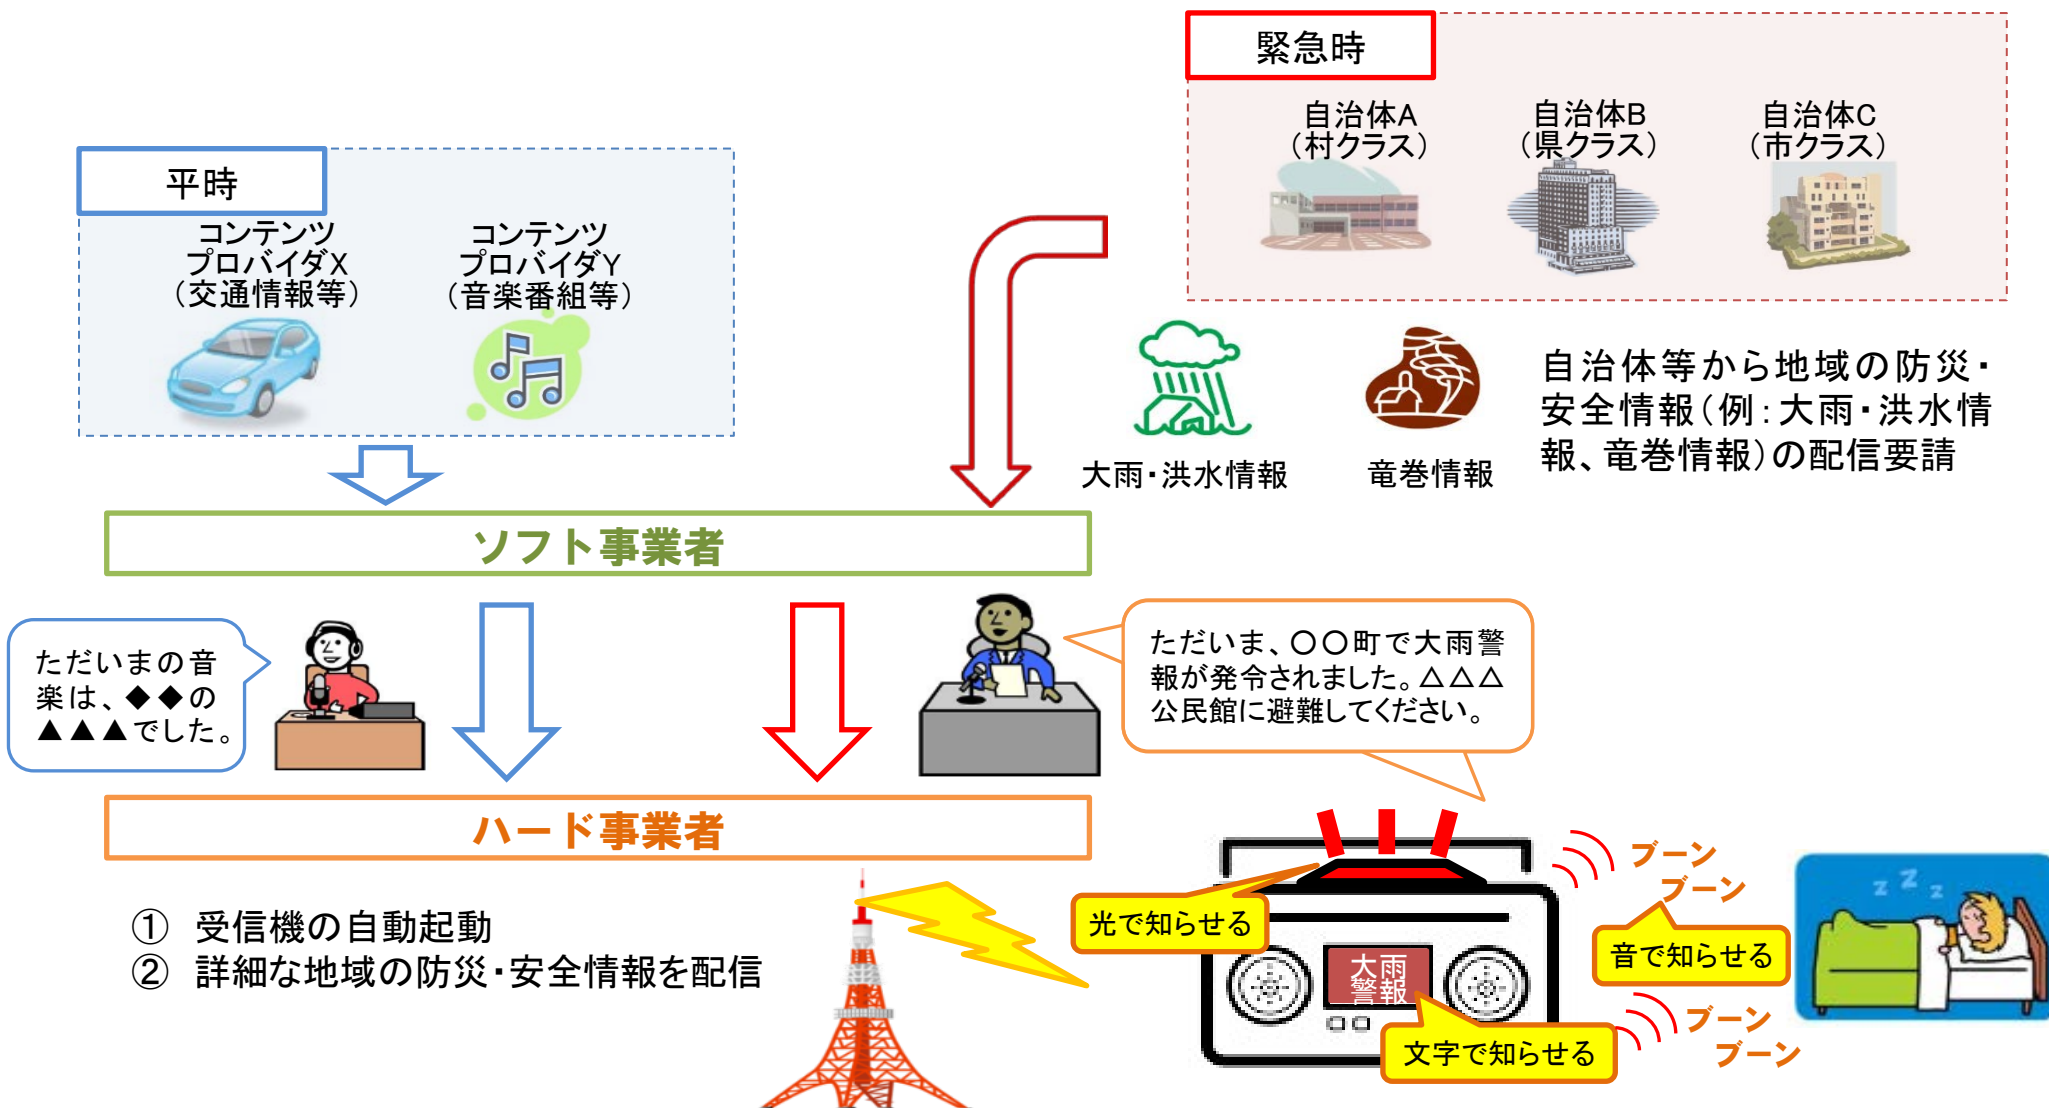 緊急時
自治体A
（村クラス）
自治体B
（県クラス）
自治体C
（市クラス）
平時
コンテンツ
プロバイダX
（交通情報等）
コンテンツ
プロバイダY
（音楽番組等）
大雨・洪水情報
竜巻情報
自治体等から地域の防災・
安全情報（例：大雨・洪水情
報、竜巻情報）の配信要請
ソフト事業者
ただいまの音
楽は、◆◆の
▲▲▲でした。
ただいま、〇〇町で大雨警
報が発令されました。△△△
公民館に避難してください。
ハード事業者
① 受信機の自動起動
② 詳細な地域の防災・安全情報を配信
光で知らせる
大雨
警報
文字で知らせる
ブーン
ブーン
音で知らせる
ブーン
ブーン
z z z